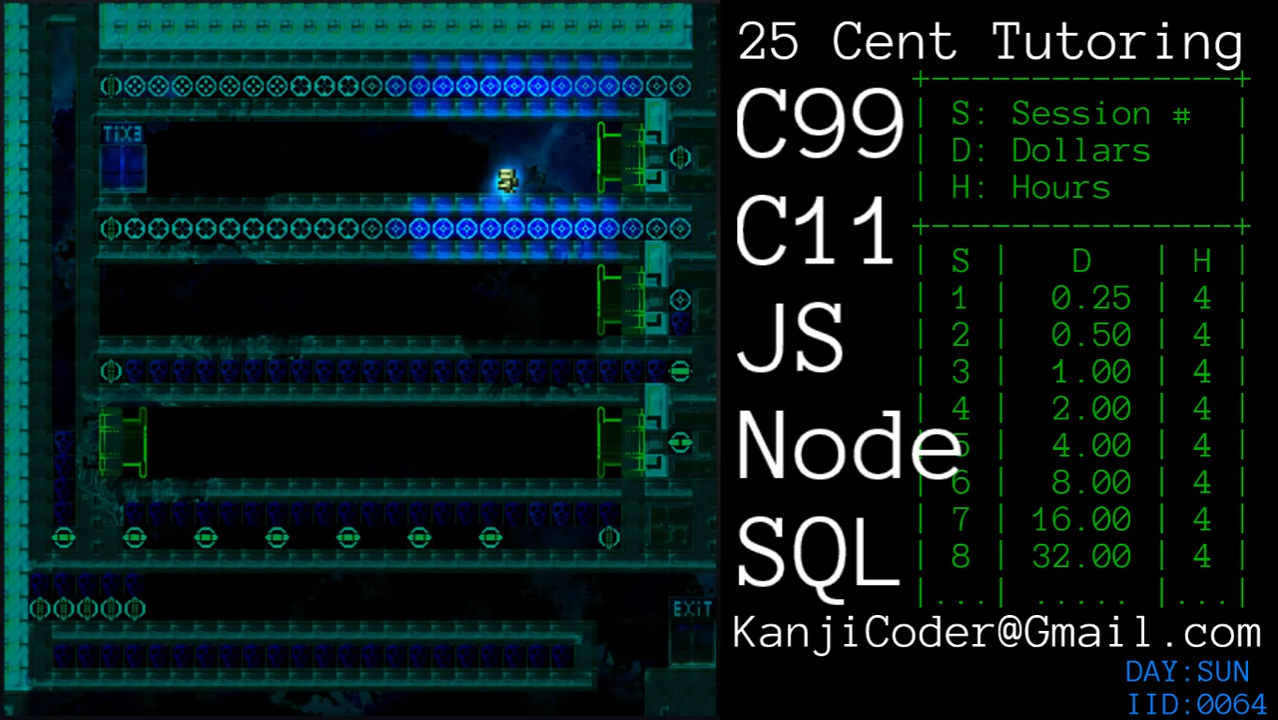 TiX3
EXiT
25 Cent Tutoring
C99
C11
JS
Node
SQL
+----------------+
| S: Session # |
| D: Dollars |
| H: Hours |
+----------------+
| S | D | H |
| 1 | 0.25 | 4 |
| 2 | 0.50 | 4 |
| 3 | 1.00 | 4 |
| 4 | 2.00 | 4 |
| 5 | 4.00 | 4 |
| 6 | 8.00 | 4 |
| 7 | 16.00 | 4 |
| 8 | 32.00 | 4 |
|...| ..... |...|
KanjiCoder@Gmail.com
DAY:SUN
IID:0064